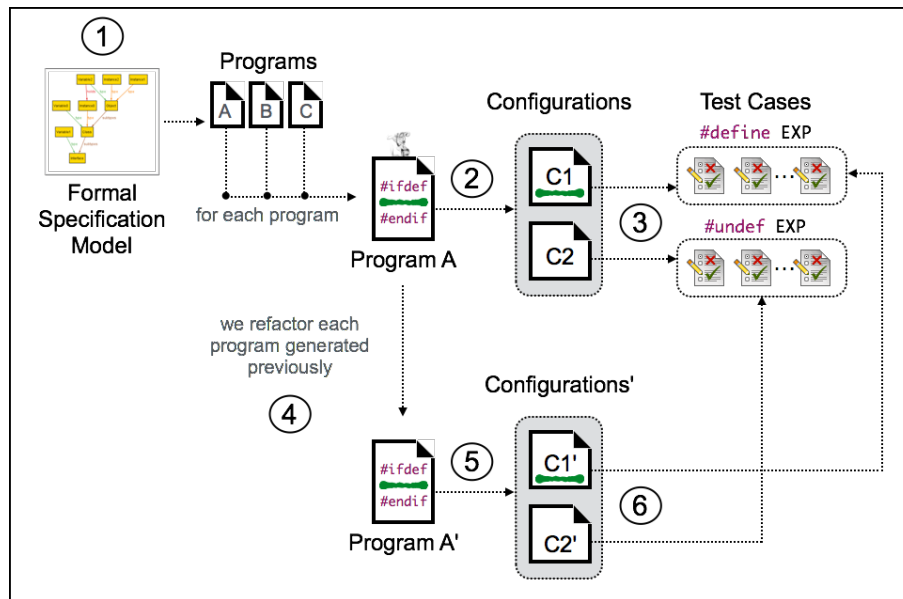 1
Programs
A B C
Formal
Specification
Model
for each program
#ifdef
#endif
Program A
2
Configurations
C1
C2
3
Test Cases
#define EXP
...
#undef EXP
...
we refactor each
program generated
previously
4
#ifdef
#endif
Program A'
5
Configurations'
C1'
C2'
6